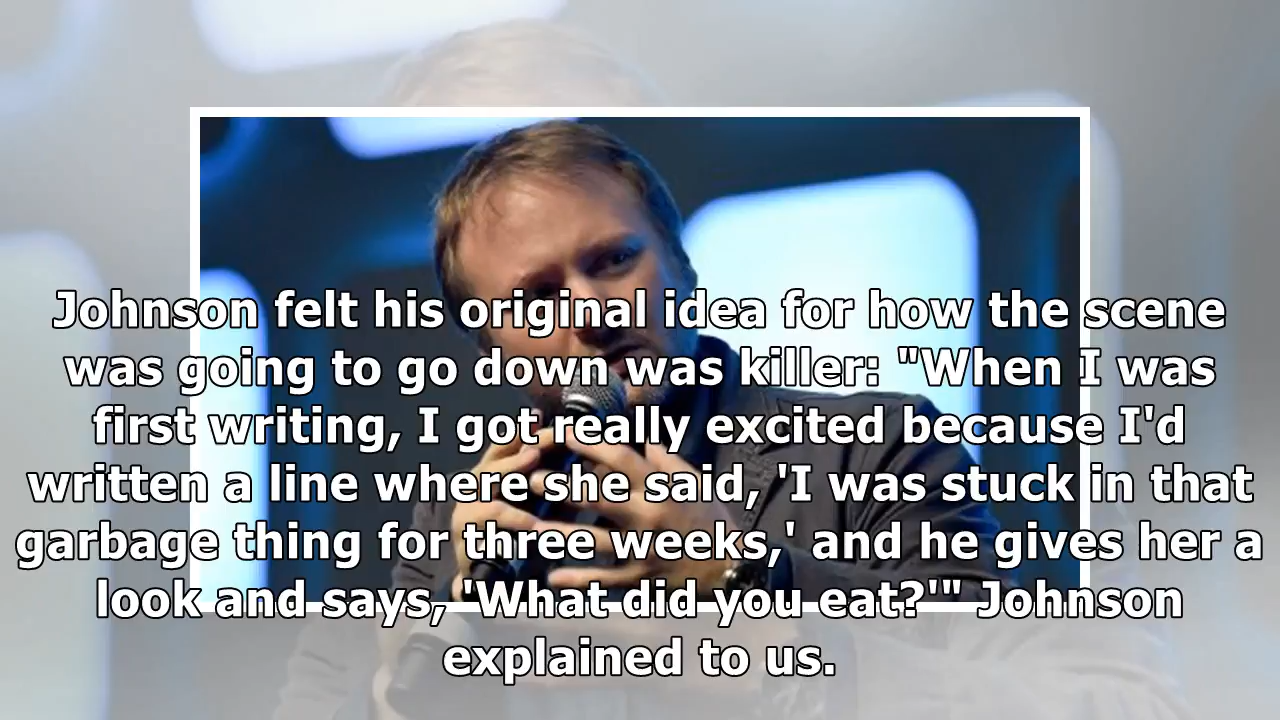 Johnson felt his original idea for how the scene
was going to go down was killer: "When I was
first writing, I got really excited because I'd
written a line where she said, 'I was stuck in that
garbage thing for three weeks,' and he gives her a
look and says, 'What did you eat?'" Johnson
explained to us.